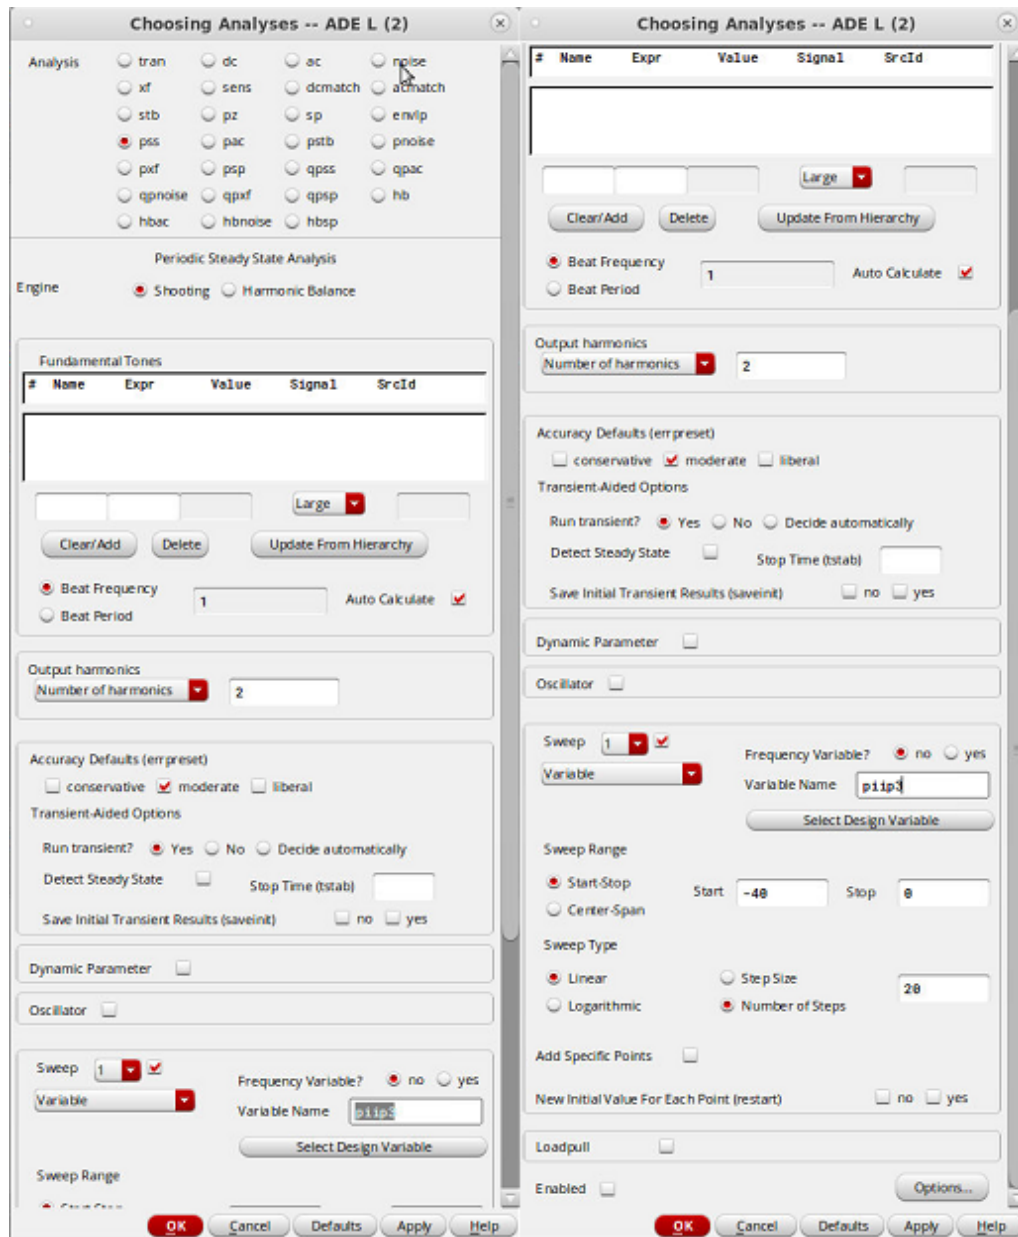 Choosing Analyses -- ADE L (2)
Analysis tran dc ac noise
xf sens dcmatch acmatch
stb pz sp envlp
pss pac pstb pnoise
pxf psp qpss qpac
qpnoise qpxf qpsp hb
hbac hbnoise hbsp
Periodic Steady State Analysis
Engine Shooting Harmonic Balance
Fundamental Tones
# Name Expr Value Signal SrcId
Large
Clear/Add Delete Update From Hierarchy
Beat Frequency 1 Auto Calculate
Beat Period
Output harmonics
Number of harmonics 2
Accuracy Defaults (errpreset)
conservative moderate liberal
Transient-Aided Options
Run transient? Yes No Decide automatically
Detect Steady State Stop Time (tstab)
Save Initial Transient Results (saveinit) no yes
Dynamic Parameter
Oscillator
Sweep 1 Frequency Variable? no yes
Variable Variable Name piip3
Select Design Variable
Sweep Range
OK Cancel Defaults Apply Help
Choosing Analyses -- ADE L (2)
# Name Expr Value Signal SrcId
Large
Clear/Add Delete Update From Hierarchy
Beat Frequency 1 Auto Calculate
Beat Period
Output harmonics
Number of harmonics 2
Accuracy Defaults (errpreset)
conservative moderate liberal
Transient-Aided Options
Run transient? Yes No Decide automatically
Detect Steady State Stop Time (tstab)
Save Initial Transient Results (saveinit) no yes
Dynamic Parameter
Oscillator
Sweep 1 Frequency Variable? no yes
Variable Variable Name piip3
Select Design Variable
Sweep Range
Start-Stop Start -40 Stop 0
Center-Span
Sweep Type
Linear Step Size 20
Logarithmic Number of Steps
Add Specific Points
New Initial Value For Each Point (restart) no yes
Loadpull
Enabled Options...
OK Cancel Defaults Apply Help